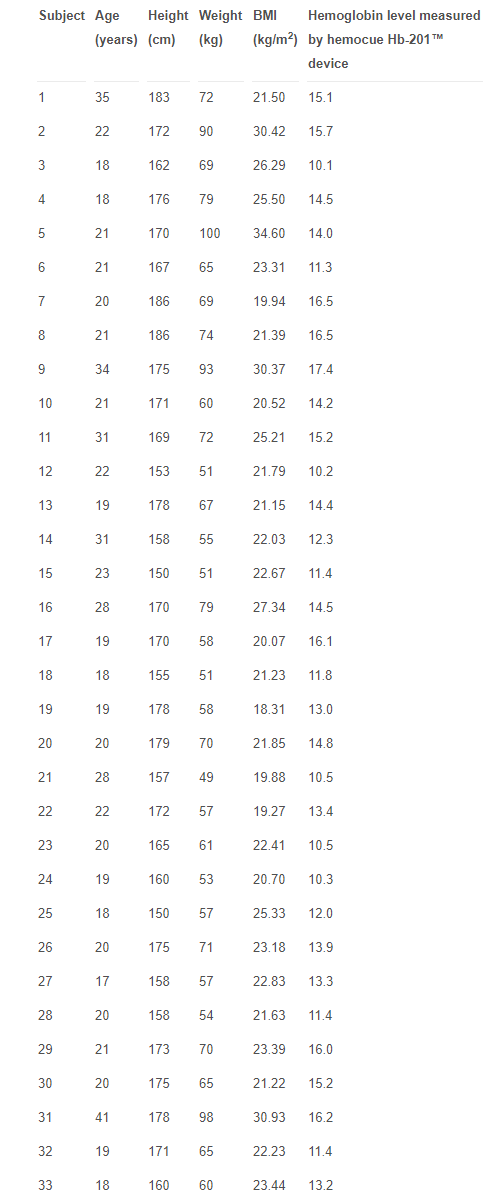 Subject Age Height Weight BMI Hemoglobin level measured
(years) (cm) (kg) (kg/m²) by hemocue Hb-201™
device
1 35 183 72 21.50 15.1
2 22 172 90 30.42 15.7
3 18 162 69 26.29 10.1
4 18 176 79 25.50 14.5
5 21 170 100 34.60 14.0
6 21 167 65 23.31 11.3
7 20 186 69 19.94 16.5
8 21 186 74 21.39 16.5
9 34 175 93 30.37 17.4
10 21 171 60 20.52 14.2
11 31 169 72 25.21 15.2
12 22 153 51 21.79 10.2
13 19 178 67 21.15 14.4
14 31 158 55 22.03 12.3
15 23 150 51 22.67 11.4
16 28 170 79 27.34 14.5
17 19 170 58 20.07 16.1
18 18 155 51 21.23 11.8
19 19 178 58 18.31 13.0
20 20 179 70 21.85 14.8
21 28 157 49 19.88 10.5
22 22 172 57 19.27 13.4
23 20 165 61 22.41 10.5
24 19 160 53 20.70 10.3
25 18 150 57 25.33 12.0
26 20 175 71 23.18 13.9
27 17 158 57 22.83 13.3
28 20 158 54 21.63 11.4
29 21 173 70 23.39 16.0
30 20 175 65 21.22 15.2
31 41 178 98 30.93 16.2
32 19 171 65 22.23 11.4
33 18 160 60 23.44 13.2